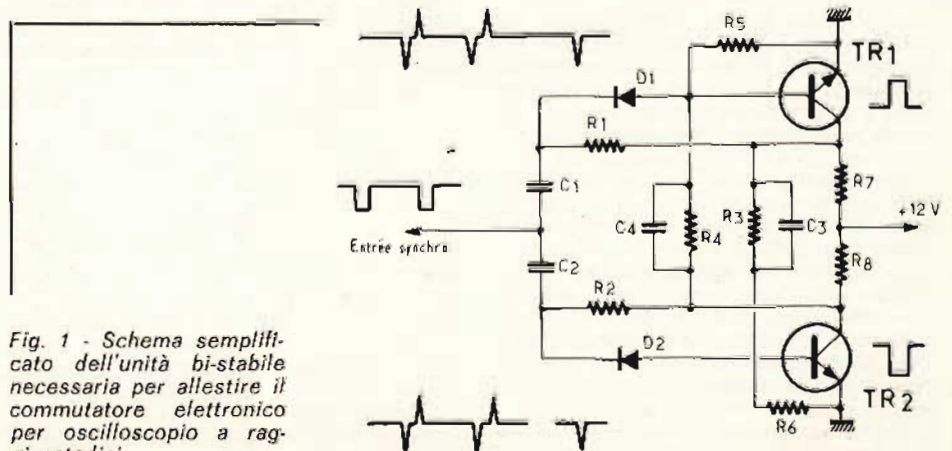 R5
TR1
D1
R1
C1
R7
+12 V
C4
R4
R3
C3
Entrée synchro
C2
R8
R2
D2
TR2
R6
Fig. 1 - Schema semplifi-
cato dell'unità bi-stabile
necessaria per allestire il
commutatore elettronico
per oscilloscopio a rag-